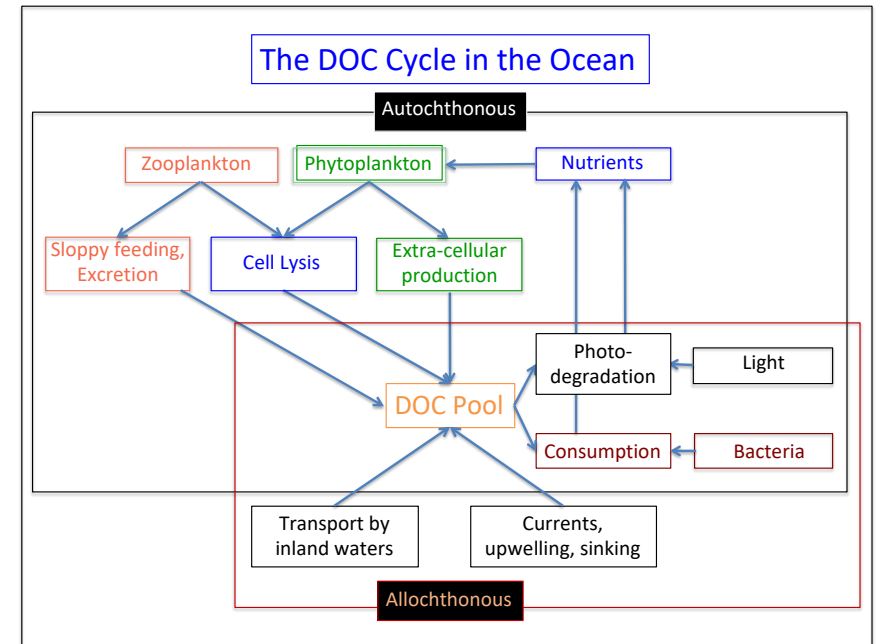 The DOC Cycle in the Ocean
Autochthonous
Zooplankton
Phytoplankton
Nutrients
Sloppy feeding,
Excretion
Cell Lysis
Extra-cellular
production
Photo-
degradation
Light
DOC Pool
Consumption
Bacteria
Transport by
inland waters
Currents,
upwelling, sinking
Allochthonous